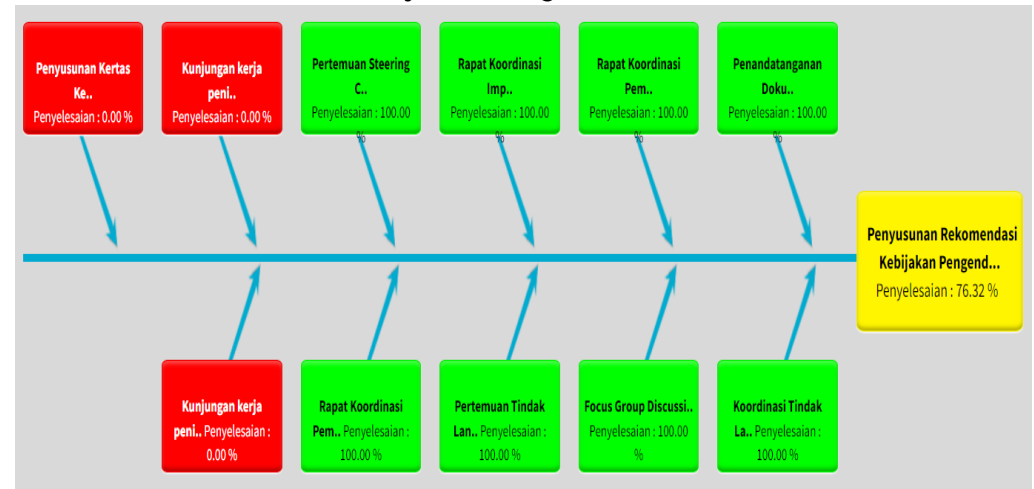 Penyusunan Kertas
Ke..
Penyelesaian : 0.00 %
Kunjungan kerja
peni..
Penyelesaian : 0.00 %
Pertemuan Steering
C..
Penyelesaian : 100.00
%
Rapat Koordinasi
Imp..
Penyelesaian : 100.00
%
Rapat Koordinasi
Pem..
Penyelesaian : 100.00
%
Penandatanganan
Doku..
Penyelesaian : 100.00
%
Penyusunan Rekomendasi
Kebijakan Pengend...
Penyelesaian : 76.32 %
Kunjungan kerja
peni.. Penyelesaian :
0.00 %
Rapat Koordinasi
Pem.. Penyelesaian :
100.00 %
Pertemuan Tindak
Lan.. Penyelesaian :
100.00 %
Focus Group Discussi..
Penyelesaian : 100.00
%
Koordinasi Tindak
La.. Penyelesaian :
100.00 %